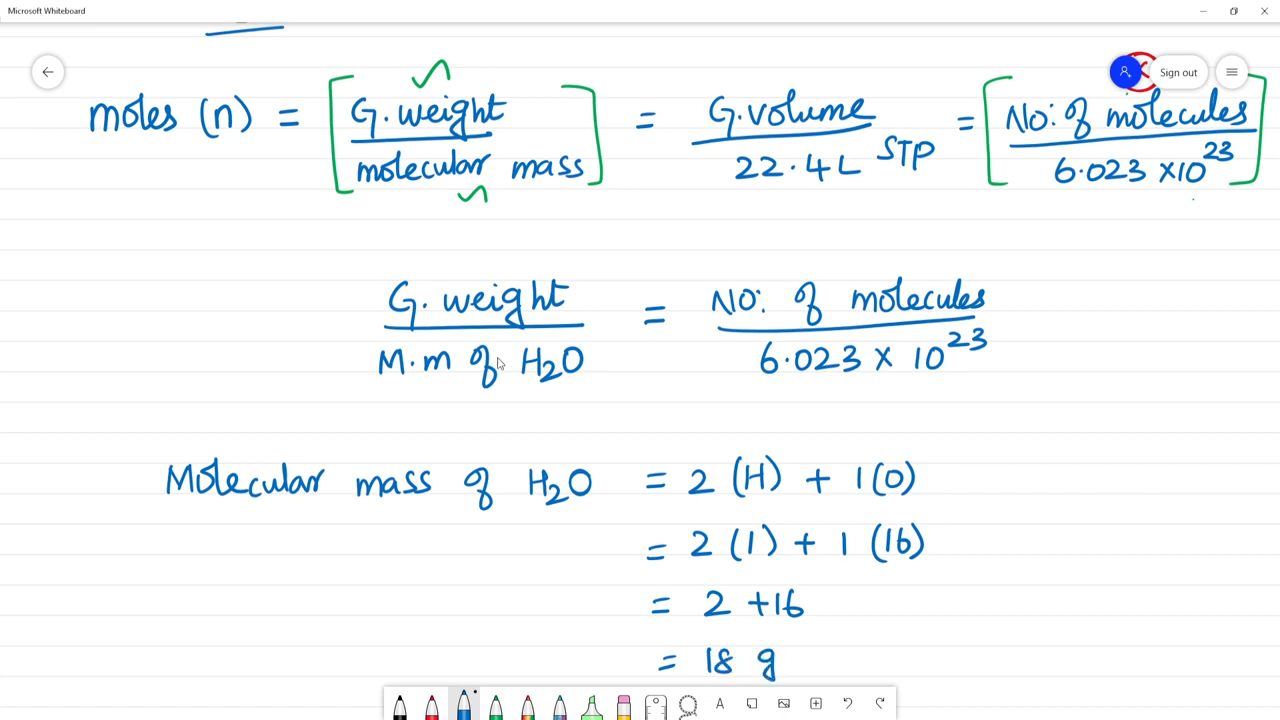 Microsoft Whiteboard
Sign out
moles (n) = [G. weight / molecular mass] = G. volume / 22.4 L STP = [No: of molecules / 6.023 × 10^23]
G. weight / M.m of H₂O = No: of molecules / 6.023 × 10^23
Molecular mass of H₂O = 2 (H) + 1 (O)
= 2 (1) + 1 (16)
= 2 + 16
= 18 g
A